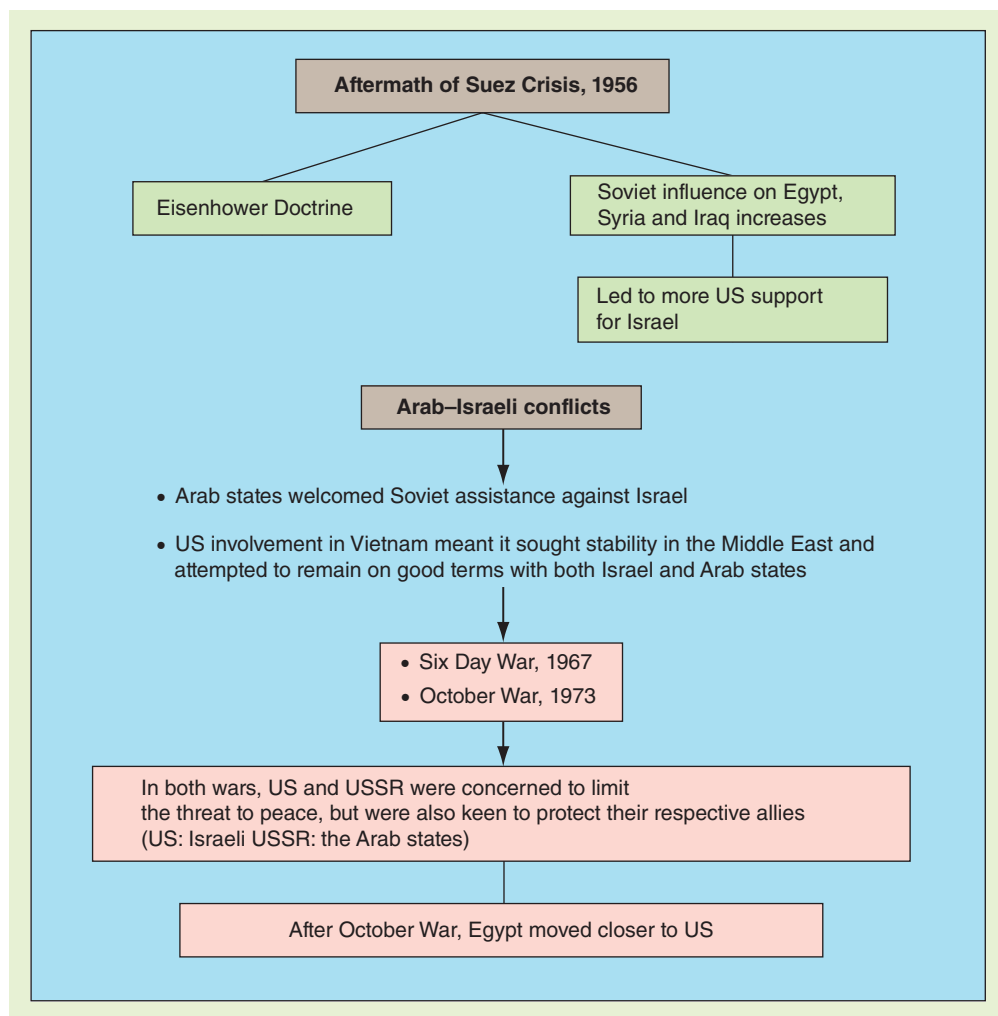 Aftermath of Suez Crisis, 1956
Eisenhower Doctrine
Soviet influence on Egypt,
Syria and Iraq increases
Led to more US support
for Israel
Arab–Israeli conflicts
• Arab states welcomed Soviet assistance against Israel
• US involvement in Vietnam meant it sought stability in the Middle East and
attempted to remain on good terms with both Israel and Arab states
• Six Day War, 1967
• October War, 1973
In both wars, US and USSR were concerned to limit
the threat to peace, but were also keen to protect their respective allies
(US: Israeli USSR: the Arab states)
After October War, Egypt moved closer to US